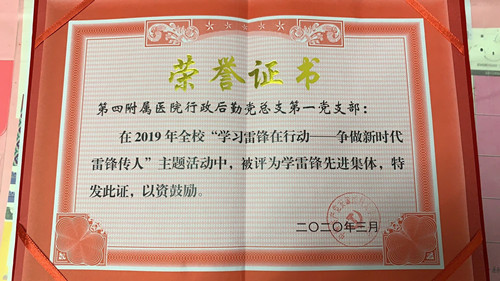 荣誉证书
第四附属医院行政后勤党总支第一党支部：
在2019年全校“学习雷锋在行动——争做新时代
雷锋传人”主题活动中，被评为学雷锋先进集体，特
发此证，以资鼓励。
二〇二〇年三月